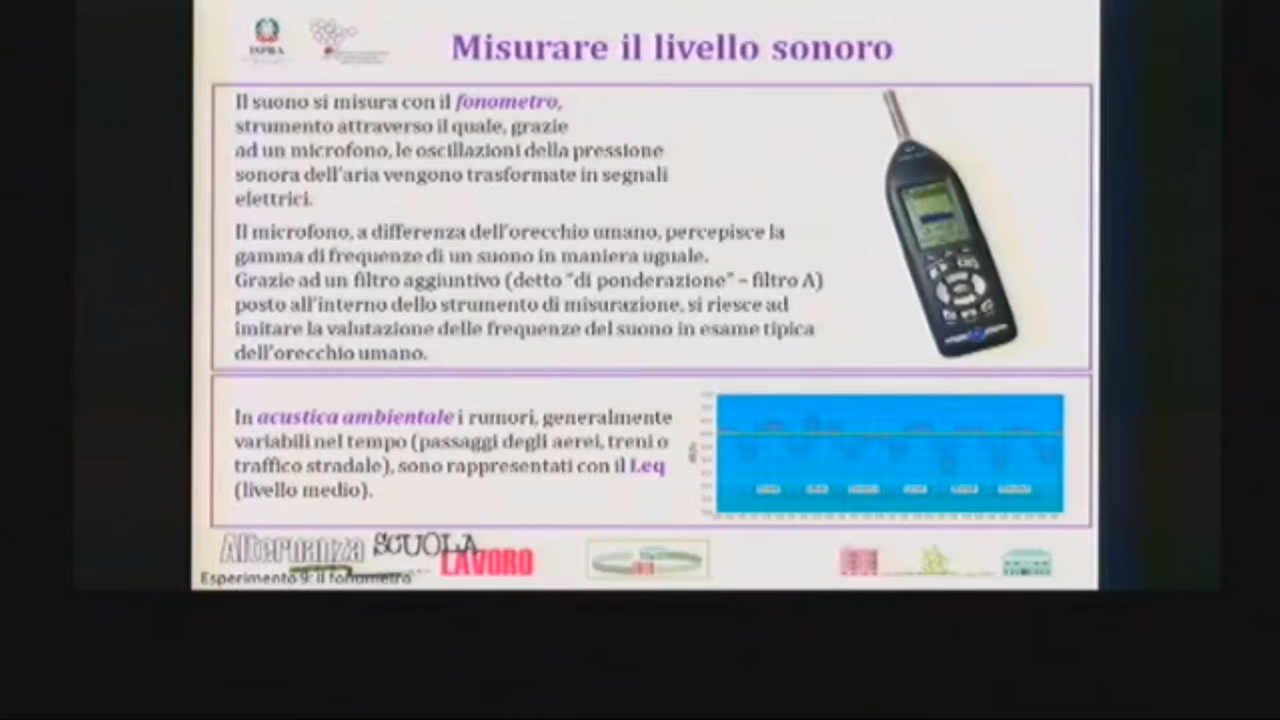 ISPRA
Misurare il livello sonoro
Il suono si misura con il fonometro,
strumento attraverso il quale, grazie
ad un microfono, le oscillazioni della pressione
sonora dell'aria vengono trasformate in segnali
elettrici.
Il microfono, a differenza dell'orecchio umano, percepisce la
gamma di frequenze di un suono in maniera uguale.
Grazie ad un filtro aggiuntivo (detto "di ponderazione" – filtro A)
posto all'interno dello strumento di misurazione, si riesce ad
imitare la valutazione delle frequenze del suono in esame tipica
dell'orecchio umano.
In acustica ambientale i rumori, generalmente
variabili nel tempo (passaggi degli aerei, treni o
traffico stradale), sono rappresentati con il Leq
(livello medio).
Alternanza SCUOLA
LAVORO
Esperimento 9: il fonometro